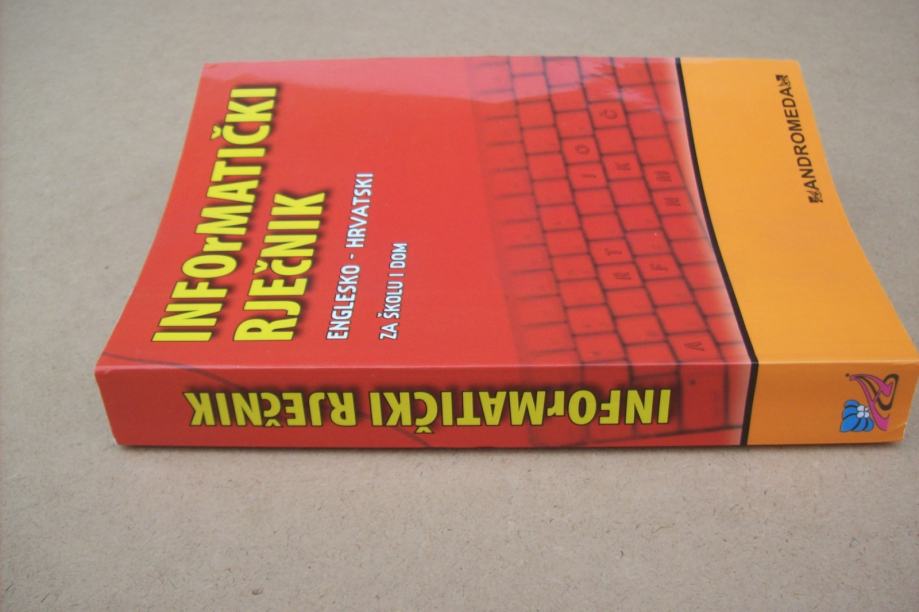 INFOrMATIČKI
RJEČNIK
ENGLESKO - HRVATSKI
ZA ŠKOLU I DOM
ANDROMEDA
INFOrMATIČKI RJEČNIK